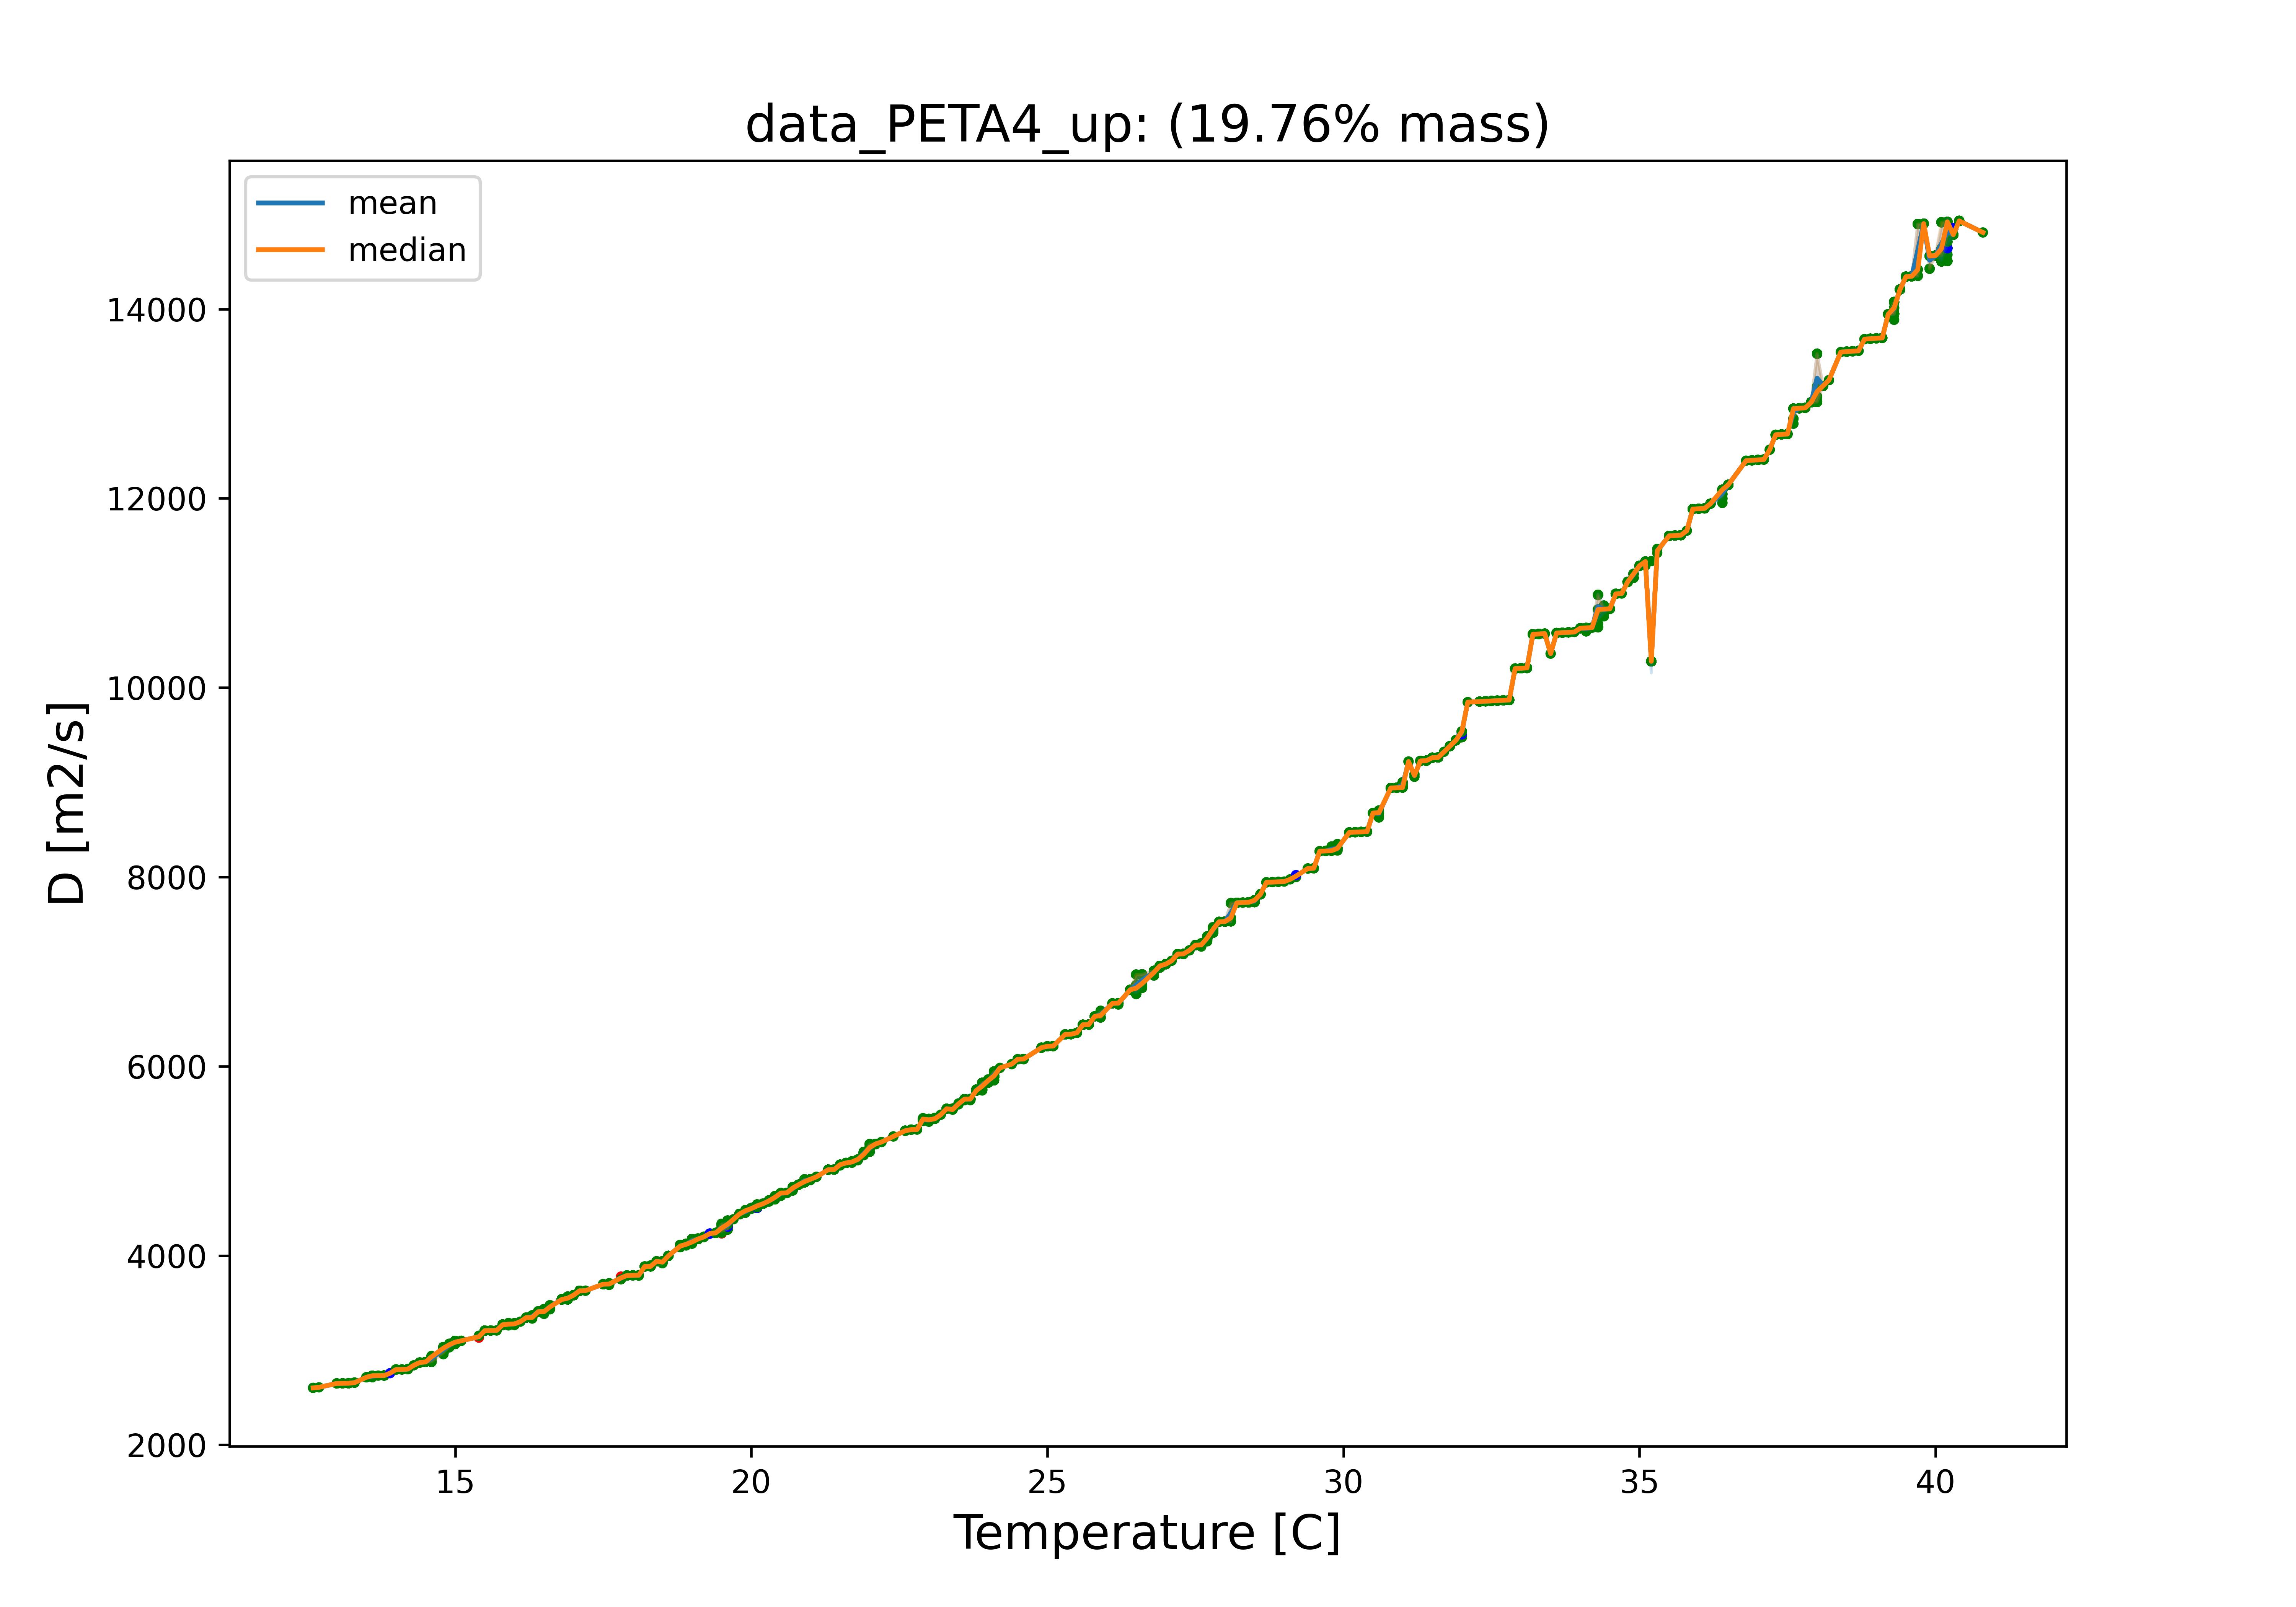 data_PETA4_up: (19.76% mass)
mean
median
14000
12000
10000
8000
6000
4000
2000
D [m2/s]
15 20 25 30 35 40
Temperature [C]